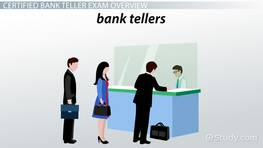 CERTIFIED BANK TELLER EXAM OVERVIEW
bank tellers
Study.com